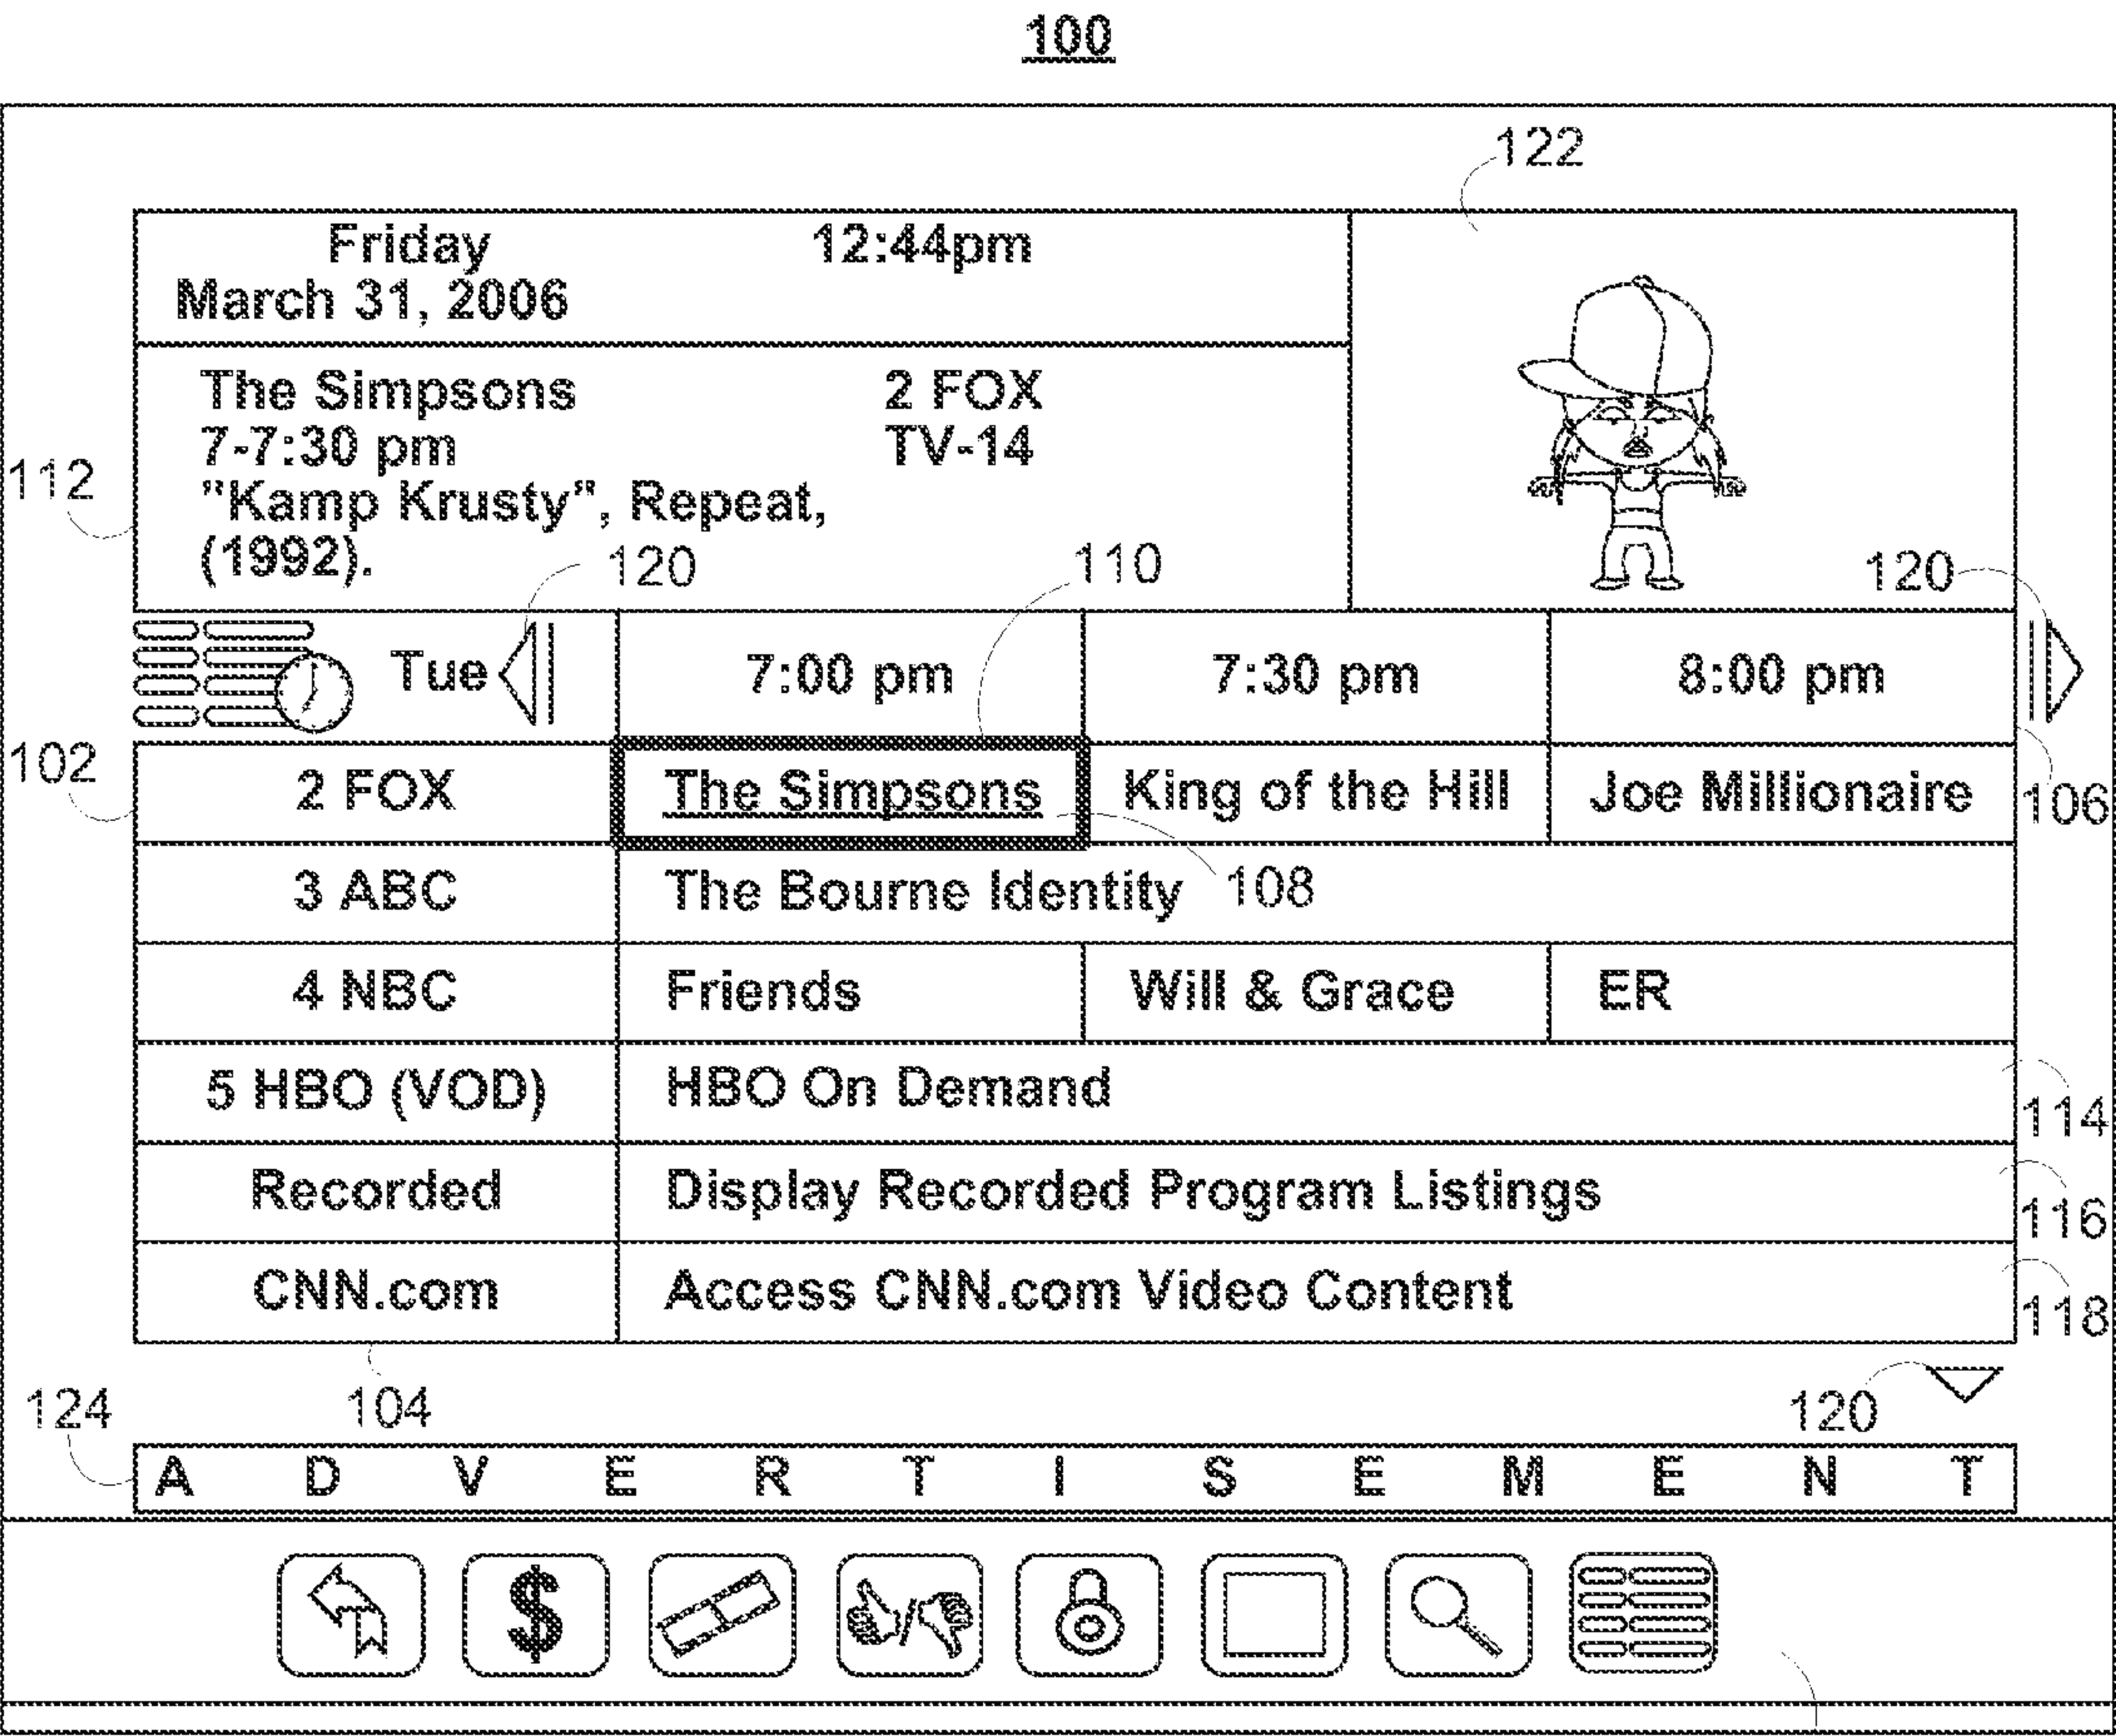 100
122
Friday 12:44pm
March 31, 2006
The Simpsons 2 FOX
7-7:30 pm TV-14
112
"Kamp Krusty", Repeat,
(1992).
120 110 120
Tue 7:00 pm 7:30 pm 8:00 pm
102
2 FOX The Simpsons King of the Hill Joe Millionaire
106
3 ABC The Bourne Identity 108
4 NBC Friends Will & Grace ER
5 HBO (VOD) HBO On Demand
114
Recorded Display Recorded Program Listings
116
CNN.com Access CNN.com Video Content
118
124 104 120
A D V E R T I S E M E N T
$